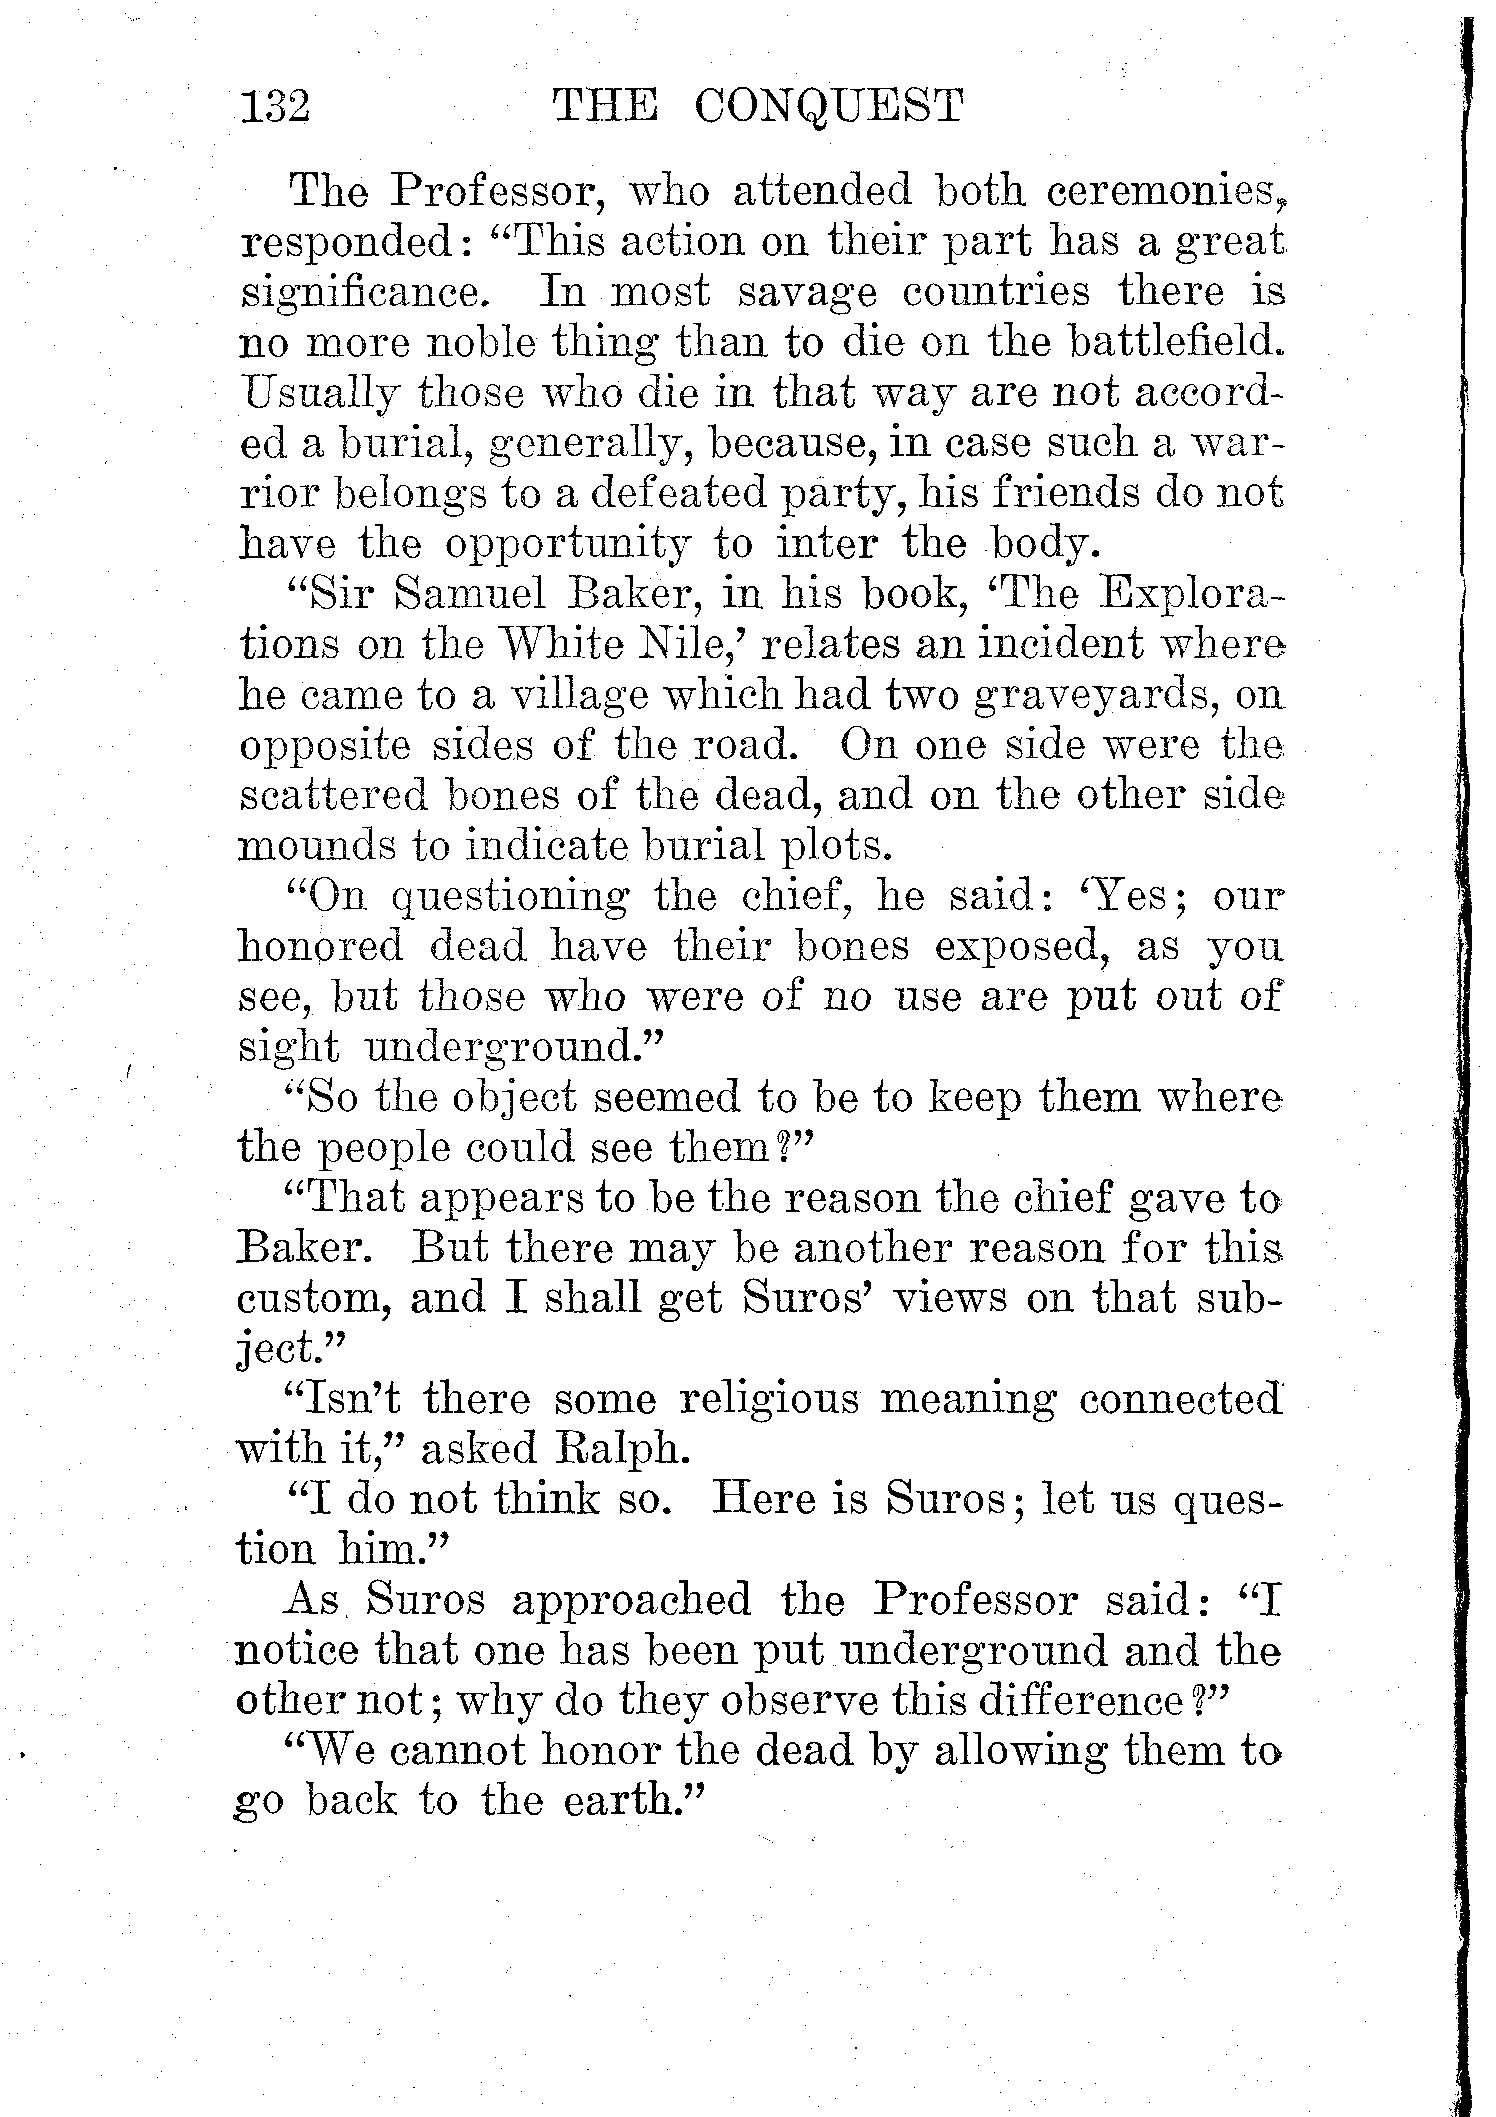 132 THE CONQUEST
The Professor, who attended both ceremonies,
responded: “This action on their part has a great
significance. In most savage countries there is
no more noble thing than to die on the battlefield.
Usually those who die in that way are not accord-
ed a burial, generally, because, in case such a war-
rior belongs to a defeated party, his friends do not
have the opportunity to inter the body.
“Sir Samuel Baker, in his book, ‘The Explora-
tions on the White Nile,’ relates an incident where
he came to a village which had two graveyards, on
opposite sides of the road. On one side were the
scattered bones of the dead, and on the other side
mounds to indicate burial plots.
“On questioning the chief, he said: ‘Yes; our
honored dead have their bones exposed, as you
see, but those who were of no use are put out of
sight underground.”
“So the object seemed to be to keep them where
the people could see them?”
“That appears to be the reason the chief gave to
Baker. But there may be another reason for this
custom, and I shall get Suros’ views on that sub-
ject.”
“Isn’t there some religious meaning connected
with it,” asked Ralph.
“I do not think so. Here is Suros; let us ques-
tion him.”
As Suros approached the Professor said: “I
notice that one has been put underground and the
other not; why do they observe this difference?”
“We cannot honor the dead by allowing them to
go back to the earth.”